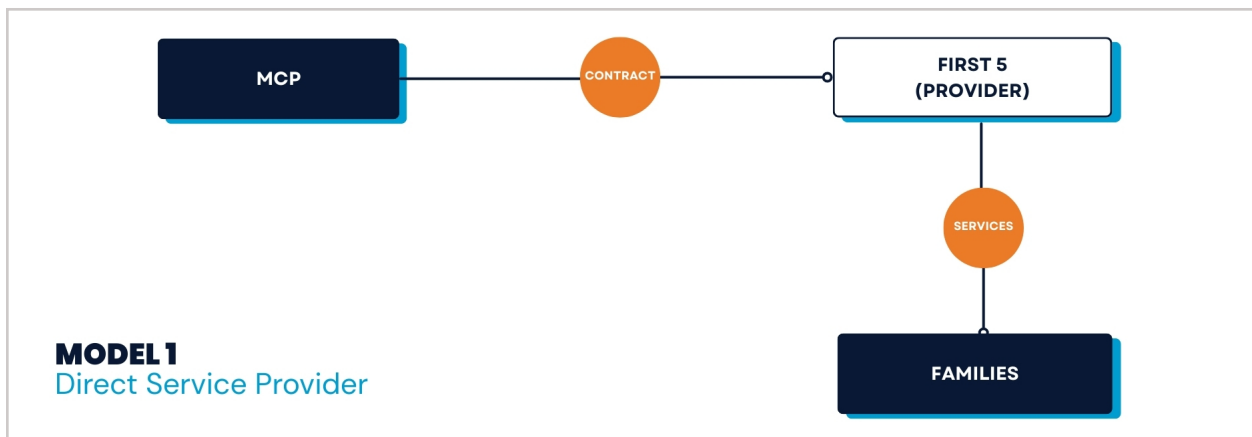 MCP
CONTRACT
FIRST 5
(PROVIDER)
SERVICES
FAMILIES
MODEL 1
Direct Service Provider